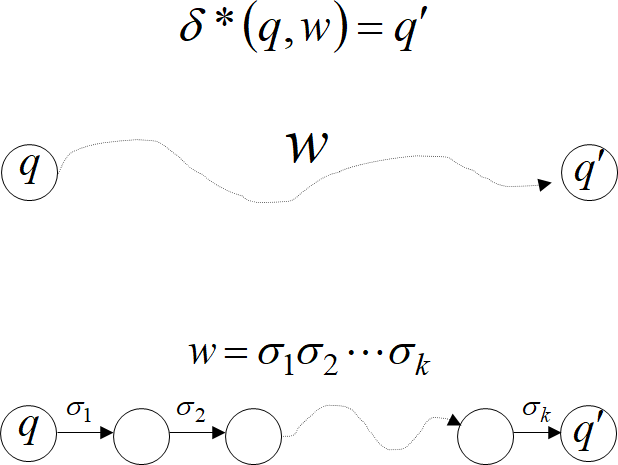 δ*(q,w)=q′
w
q q′
w=σ₁σ₂⋯σₖ
σ₁ σ₂ σₖ
q q′